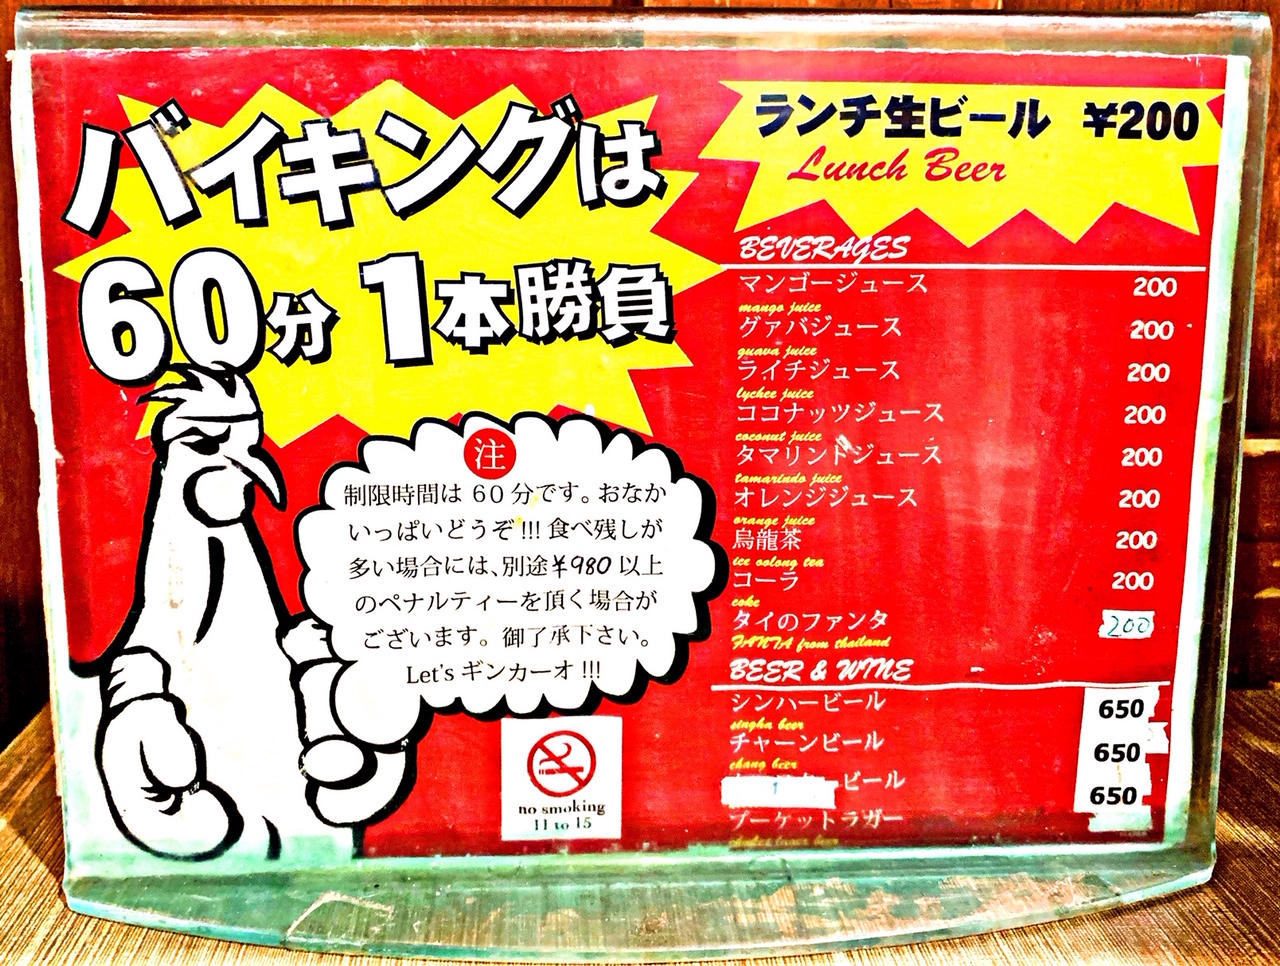 バイキングは
60分 1本勝負
注
制限時間は 60 分です。おなか
いっぱいどうぞ!!! 食べ残しが
多い場合には、別途¥980 以上
のペナルティーを頂く場合が
ございます。御了承下さい。
Let's ギンカーオ !!!
no smoking
11 to 15
ランチ生ビール ¥200
Lunch Beer
BEVERAGES
マンゴージュース 200
mango juice
グァバジュース 200
guava juice
ライチジュース 200
lychee juice
ココナッツジュース 200
coconut juice
タマリンドジュース 200
tamarindo juice
オレンジジュース 200
orange juice
烏龍茶 200
ice oolong tea
コーラ 200
coke
タイのファンタ 200
FANTA from thailand
BEER & WINE
シンハービール 650
singha beer
チャーンビール 650
chang beer
ービール 650
プーケットラガー